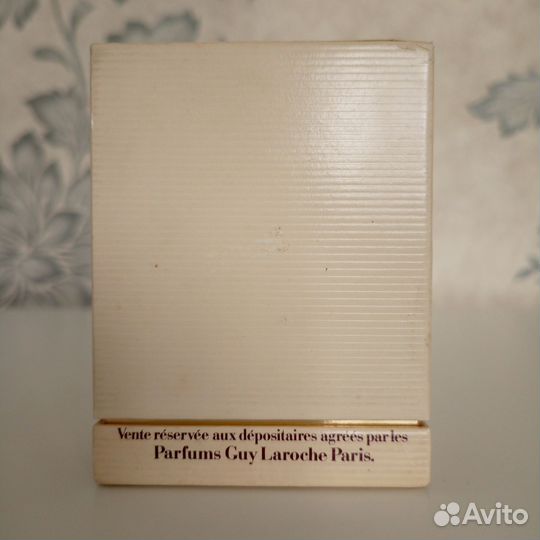 Vente réservée aux dépositaires agréés par les
Parfums Guy Laroche Paris.
Avito